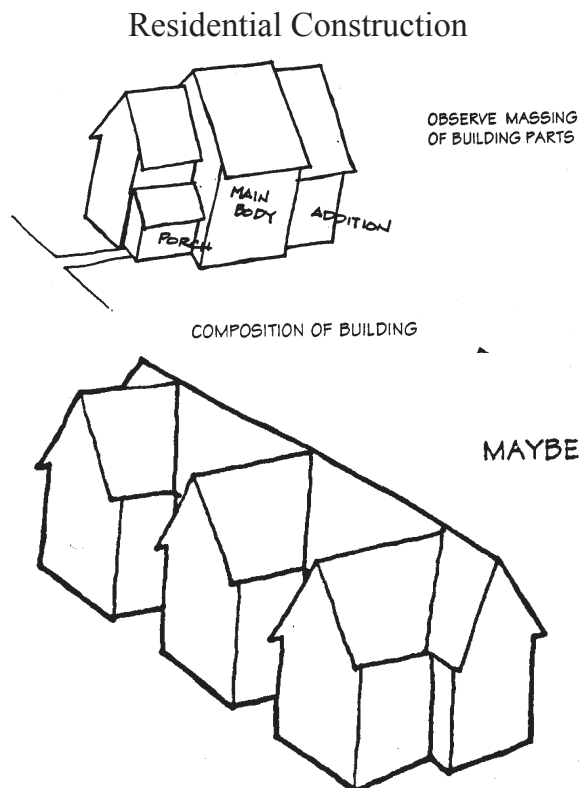 Residential Construction
OBSERVE MASSING
OF BUILDING PARTS
MAIN
BODY
ADDITION
PORCH
COMPOSITION OF BUILDING
MAYBE